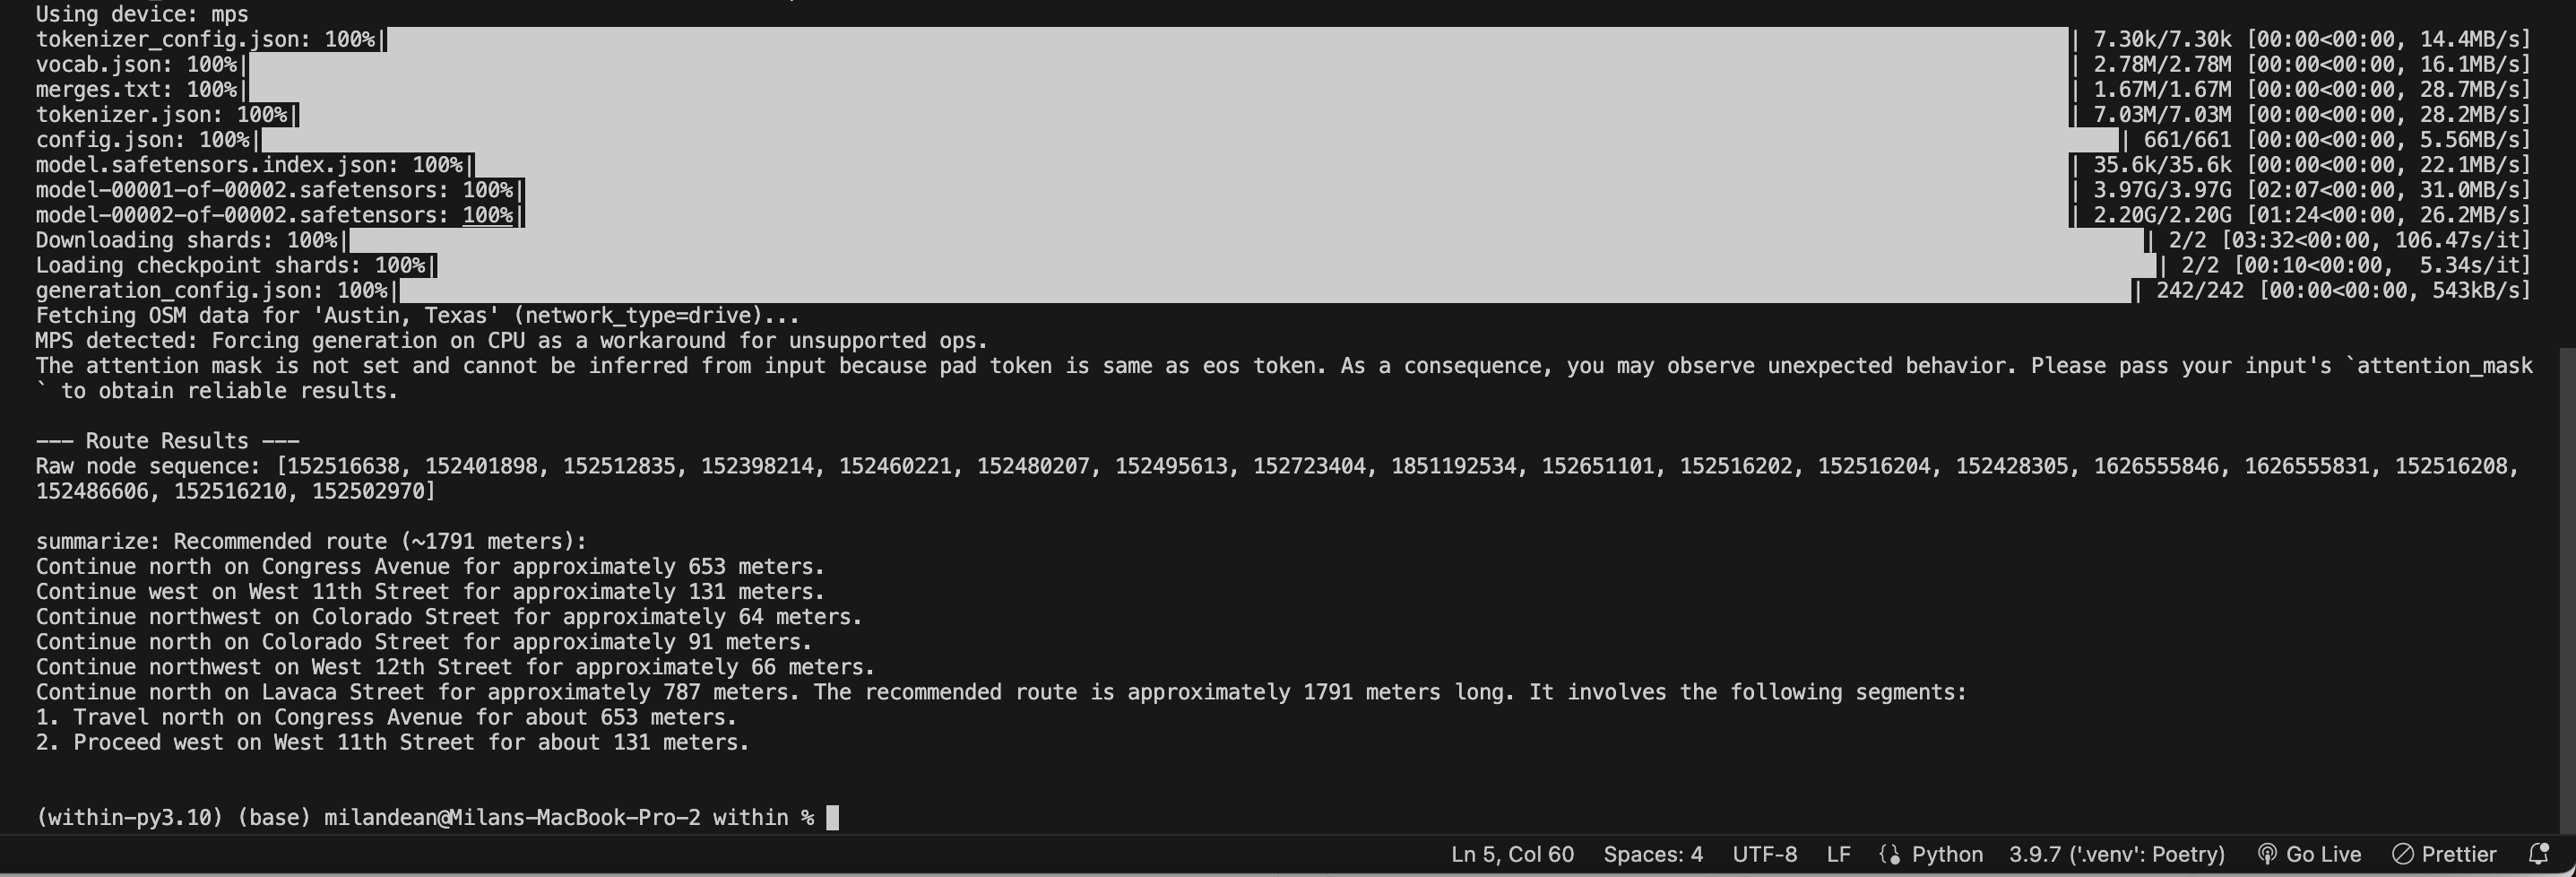 Using device: mps
tokenizer_config.json: 100%| | 7.30k/7.30k [00:00<00:00, 14.4MB/s]
vocab.json: 100%| | 2.78M/2.78M [00:00<00:00, 16.1MB/s]
merges.txt: 100%| | 1.67M/1.67M [00:00<00:00, 28.7MB/s]
tokenizer.json: 100%| | 7.03M/7.03M [00:00<00:00, 28.2MB/s]
config.json: 100%| | 661/661 [00:00<00:00, 5.56MB/s]
model.safetensors.index.json: 100%| | 35.6k/35.6k [00:00<00:00, 22.1MB/s]
model-00001-of-00002.safetensors: 100%| | 3.97G/3.97G [02:07<00:00, 31.0MB/s]
model-00002-of-00002.safetensors: 100%| | 2.20G/2.20G [01:24<00:00, 26.2MB/s]
Downloading shards: 100%| | 2/2 [03:32<00:00, 106.47s/it]
Loading checkpoint shards: 100%| | 2/2 [00:10<00:00,  5.34s/it]
generation_config.json: 100%| | 242/242 [00:00<00:00, 543kB/s]
Fetching OSM data for 'Austin, Texas' (network_type=drive)...
MPS detected: Forcing generation on CPU as a workaround for unsupported ops.
The attention mask is not set and cannot be inferred from input because pad token is same as eos token. As a consequence, you may observe unexpected behavior. Please pass your input's `attention_mask
` to obtain reliable results.
--- Route Results ---
Raw node sequence: [152516638, 152401898, 152512835, 152398214, 152460221, 152480207, 152495613, 152723404, 1851192534, 152651101, 152516202, 152516204, 152428305, 1626555846, 1626555831, 152516208,
152486606, 152516210, 152502970]
summarize: Recommended route (~1791 meters):
Continue north on Congress Avenue for approximately 653 meters.
Continue west on West 11th Street for approximately 131 meters.
Continue northwest on Colorado Street for approximately 64 meters.
Continue north on Colorado Street for approximately 91 meters.
Continue northwest on West 12th Street for approximately 66 meters.
Continue north on Lavaca Street for approximately 787 meters. The recommended route is approximately 1791 meters long. It involves the following segments:
1. Travel north on Congress Avenue for about 653 meters.
2. Proceed west on West 11th Street for about 131 meters.
(within-py3.10) (base) milandean@Milans-MacBook-Pro-2 within %
Ln 5, Col 60 Spaces: 4 UTF-8 LF Python 3.9.7 ('.venv': Poetry) Go Live Prettier